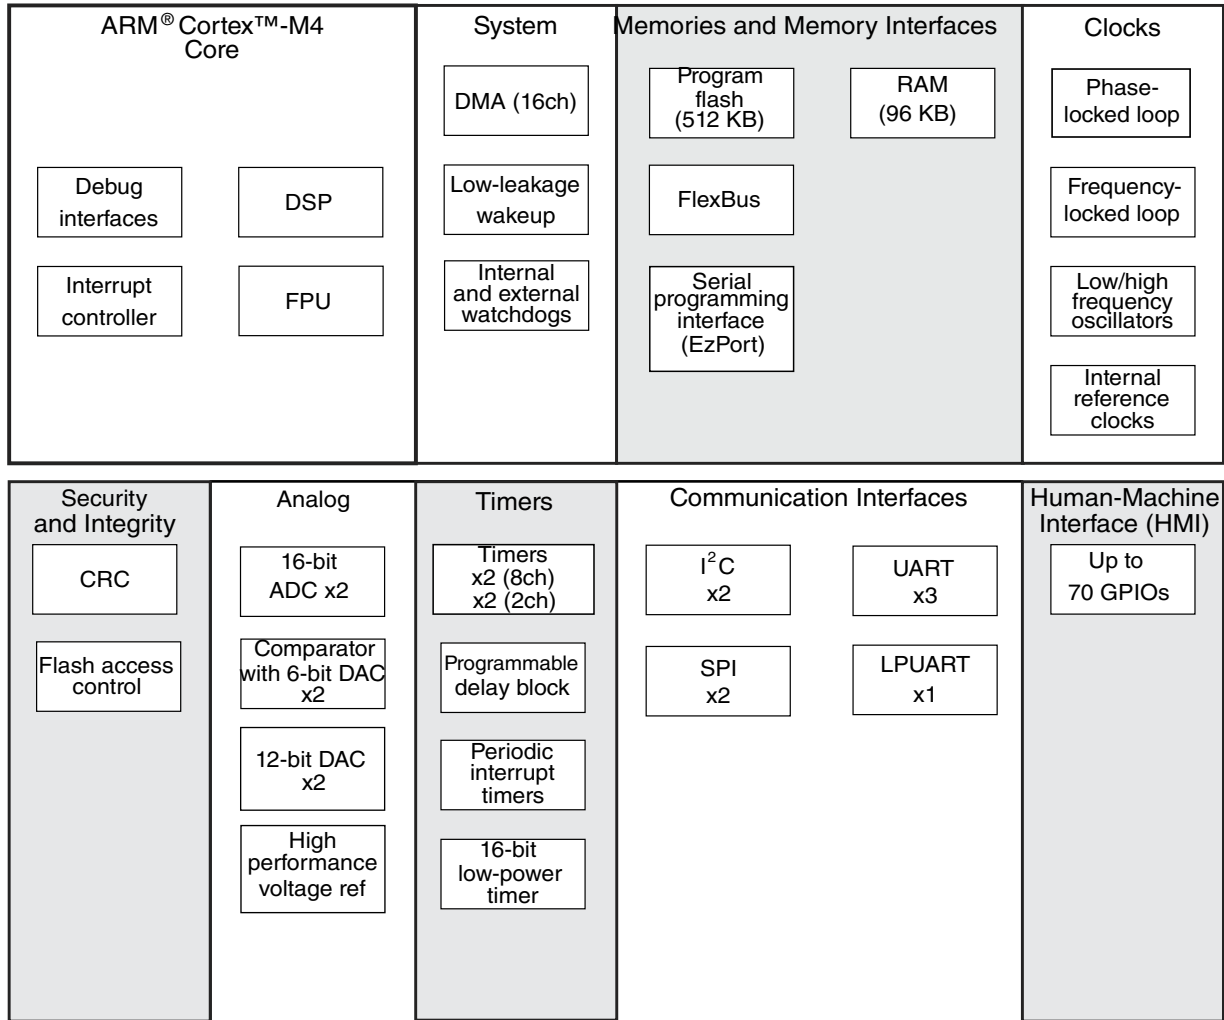 ARM® Cortex™-M4
Core
Debug
interfaces
DSP
Interrupt
controller
FPU
System
DMA (16ch)
Low-leakage
wakeup
Internal
and external
watchdogs
Memories and Memory Interfaces
Program
flash
(512 KB)
RAM
(96 KB)
FlexBus
Serial
programming
interface
(EzPort)
Clocks
Phase-
locked loop
Frequency-
locked loop
Low/high
frequency
oscillators
Internal
reference
clocks
Security
and Integrity
CRC
Flash access
control
Analog
16-bit
ADC x2
Comparator
with 6-bit DAC
x2
12-bit DAC
x2
High
performance
voltage ref
Timers
Timers
x2 (8ch)
x2 (2ch)
Programmable
delay block
Periodic
interrupt
timers
16-bit
low-power
timer
Communication Interfaces
I²C
x2
UART
x3
SPI
x2
LPUART
x1
Human-Machine
Interface (HMI)
Up to
70 GPIOs